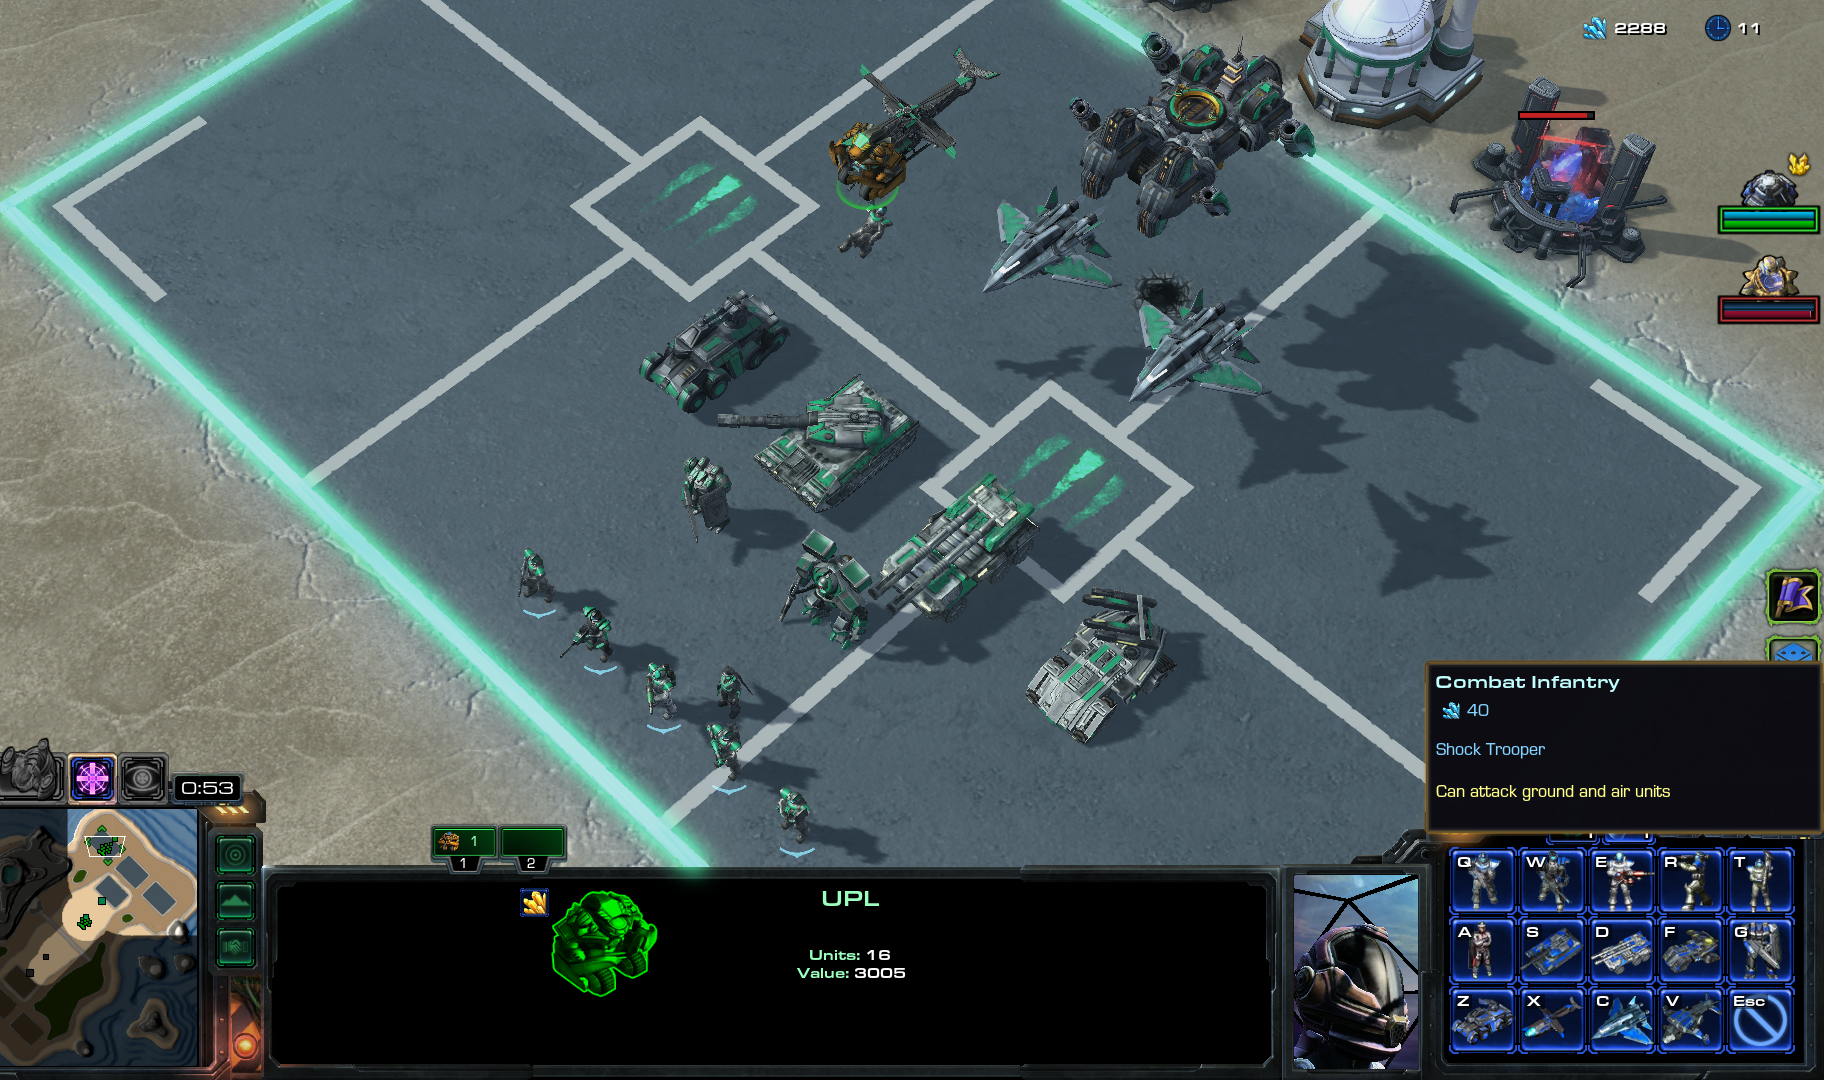 2288 11
Combat Infantry
40
Shock Trooper
Can attack ground and air units
0:53
1
1 2
UPL
Units: 16
Value: 3005
Q W E R T
A S D F G
Z X C V Esc